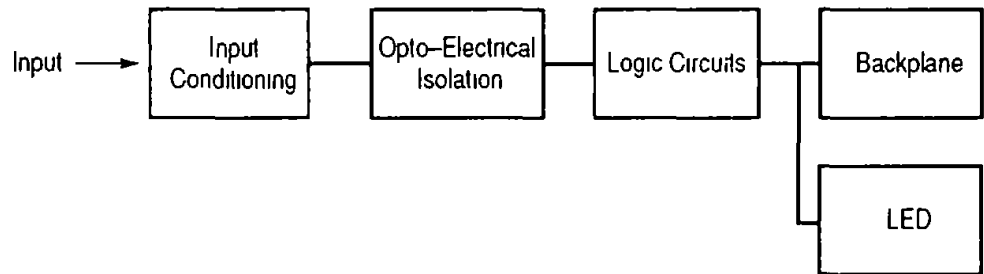 Input
Input
Conditioning
Opto–Electrical
Isolation
Logic Circuits
Backplane
LED